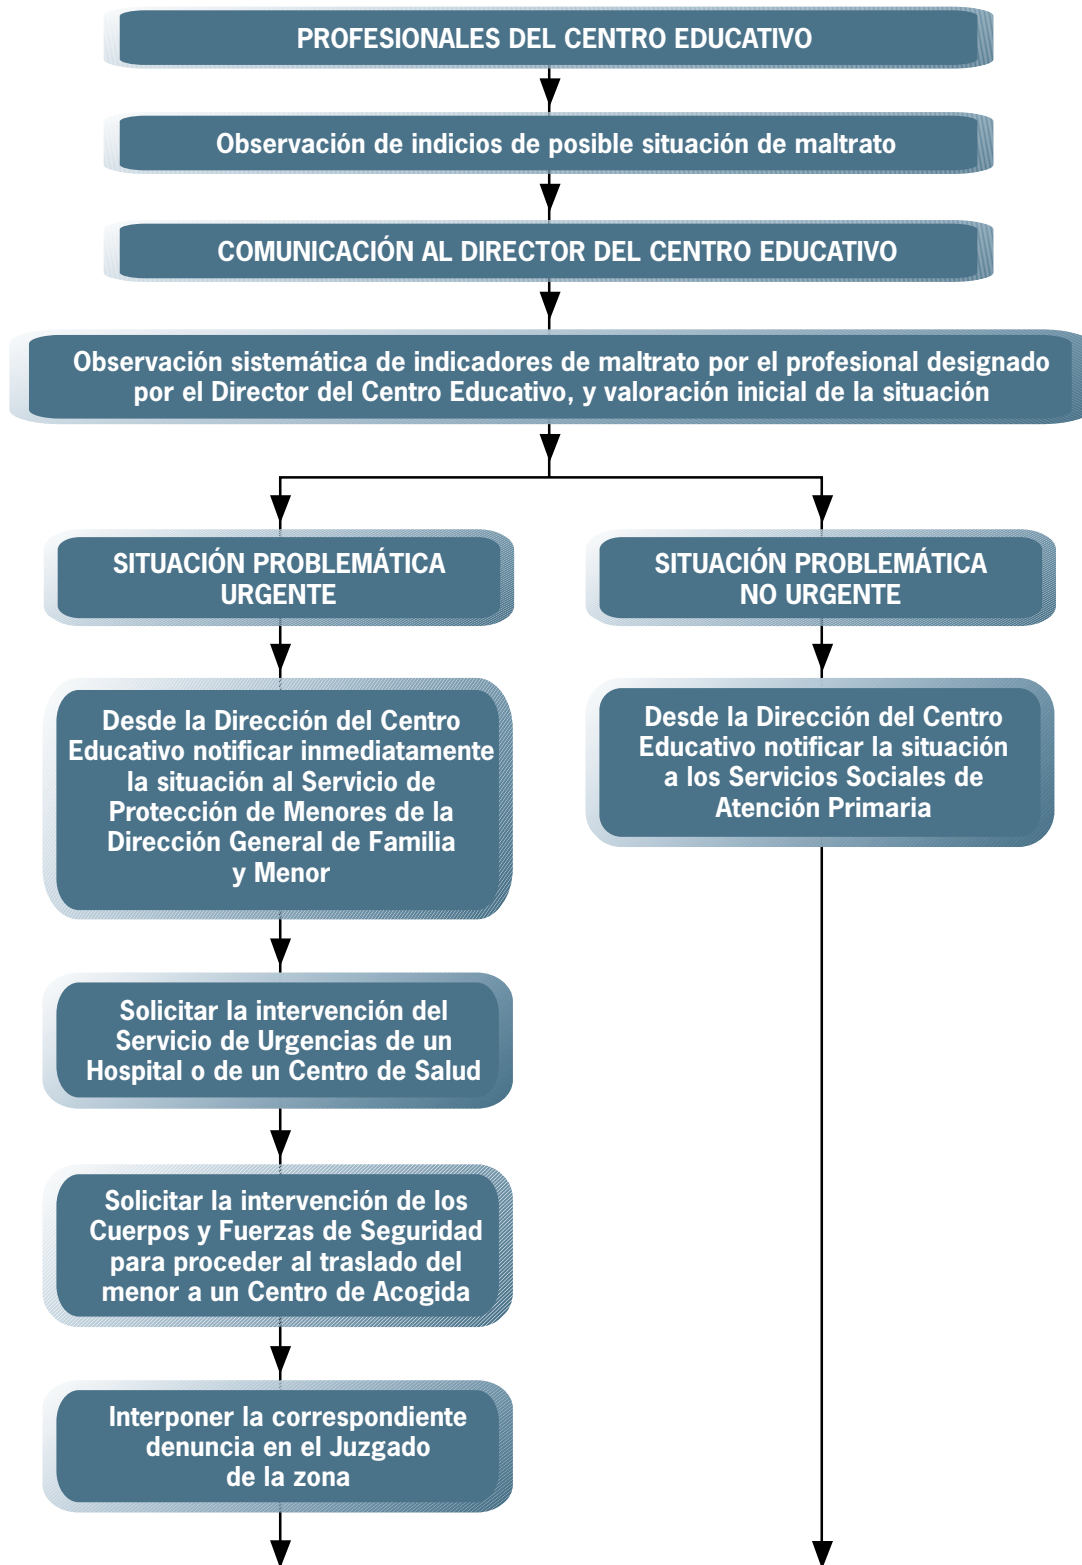 PROFESIONALES DEL CENTRO EDUCATIVO
Observación de indicios de posible situación de maltrato
COMUNICACIÓN AL DIRECTOR DEL CENTRO EDUCATIVO
Observación sistemática de indicadores de maltrato por el profesional designado
por el Director del Centro Educativo, y valoración inicial de la situación
SITUACIÓN PROBLEMÁTICA
URGENTE
Desde la Dirección del Centro
Educativo notificar inmediatamente
la situación al Servicio de
Protección de Menores de la
Dirección General de Familia
y Menor
Solicitar la intervención del
Servicio de Urgencias de un
Hospital o de un Centro de Salud
Solicitar la intervención de los
Cuerpos y Fuerzas de Seguridad
para proceder al traslado del
menor a un Centro de Acogida
Interponer la correspondiente
denuncia en el Juzgado
de la zona
SITUACIÓN PROBLEMÁTICA
NO URGENTE
Desde la Dirección del Centro
Educativo notificar la situación
a los Servicios Sociales de
Atención Primaria